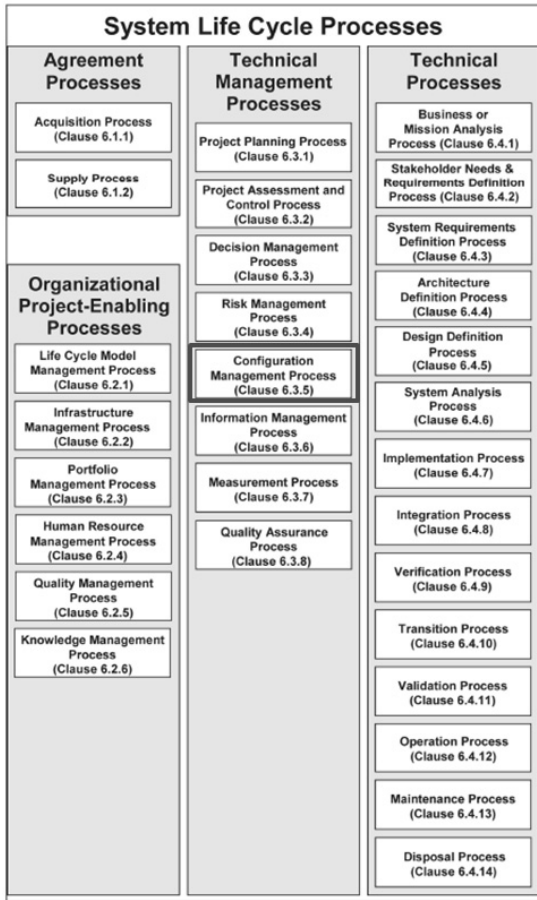 System Life Cycle Processes
Agreement
Processes
Acquisition Process
(Clause 6.1.1)
Supply Process
(Clause 6.1.2)
Organizational
Project-Enabling
Processes
Life Cycle Model
Management Process
(Clause 6.2.1)
Infrastructure
Management Process
(Clause 6.2.2)
Portfolio
Management Process
(Clause 6.2.3)
Human Resource
Management Process
(Clause 6.2.4)
Quality Management
Process
(Clause 6.2.5)
Knowledge Management
Process
(Clause 6.2.6)
Technical
Management
Processes
Project Planning Process
(Clause 6.3.1)
Project Assessment and
Control Process
(Clause 6.3.2)
Decision Management
Process
(Clause 6.3.3)
Risk Management
Process
(Clause 6.3.4)
Configuration
Management Process
(Clause 6.3.5)
Information Management
Process
(Clause 6.3.6)
Measurement Process
(Clause 6.3.7)
Quality Assurance
Process
(Clause 6.3.8)
Technical
Processes
Business or
Mission Analysis
Process (Clause 6.4.1)
Stakeholder Needs &
Requirements Definition
Process (Clause 6.4.2)
System Requirements
Definition Process
(Clause 6.4.3)
Architecture
Definition Process
(Clause 6.4.4)
Design Definition
Process
(Clause 6.4.5)
System Analysis
Process
(Clause 6.4.6)
Implementation Process
(Clause 6.4.7)
Integration Process
(Clause 6.4.8)
Verification Process
(Clause 6.4.9)
Transition Process
(Clause 6.4.10)
Validation Process
(Clause 6.4.11)
Operation Process
(Clause 6.4.12)
Maintenance Process
(Clause 6.4.13)
Disposal Process
(Clause 6.4.14)